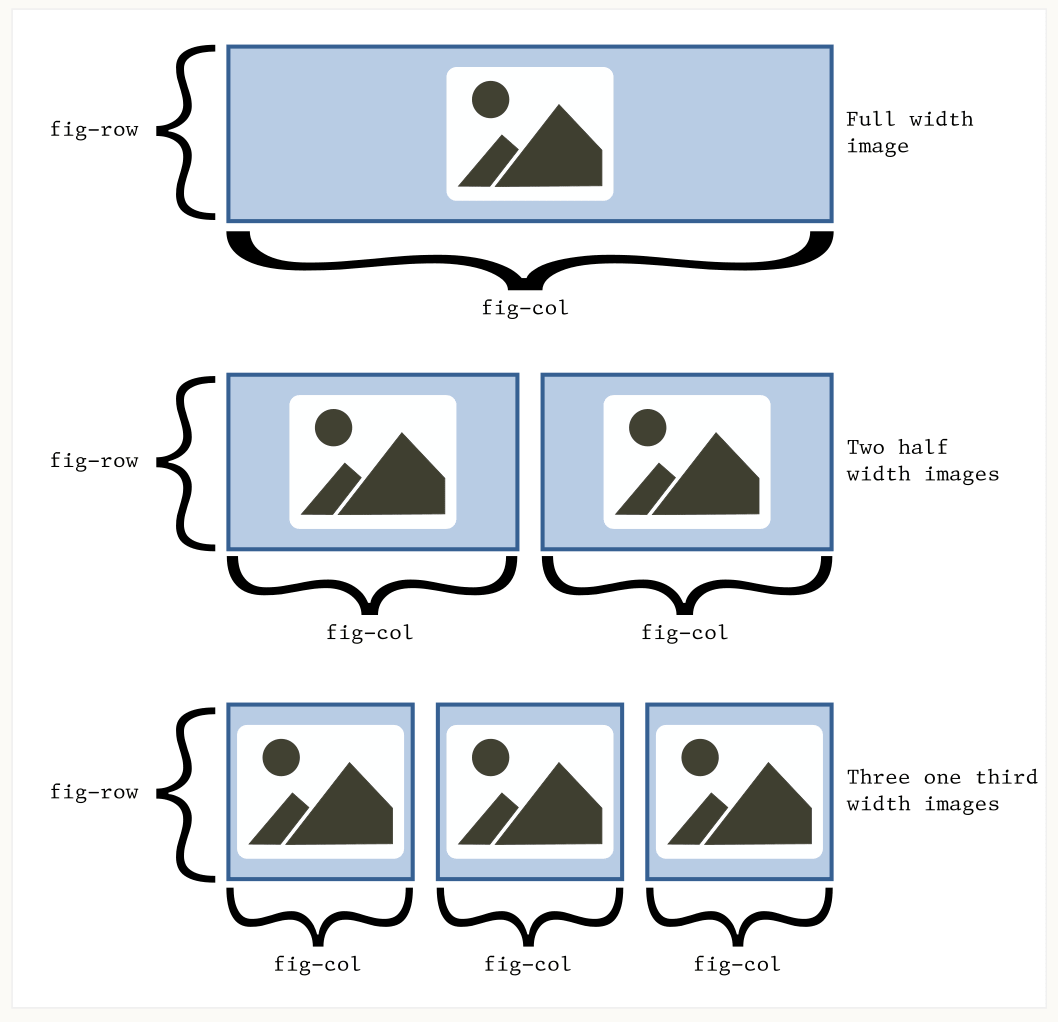 fig-row
Full width
image
fig-col
fig-row
Two half
width images
fig-col
fig-col
fig-row
Three one third
width images
fig-col
fig-col
fig-col